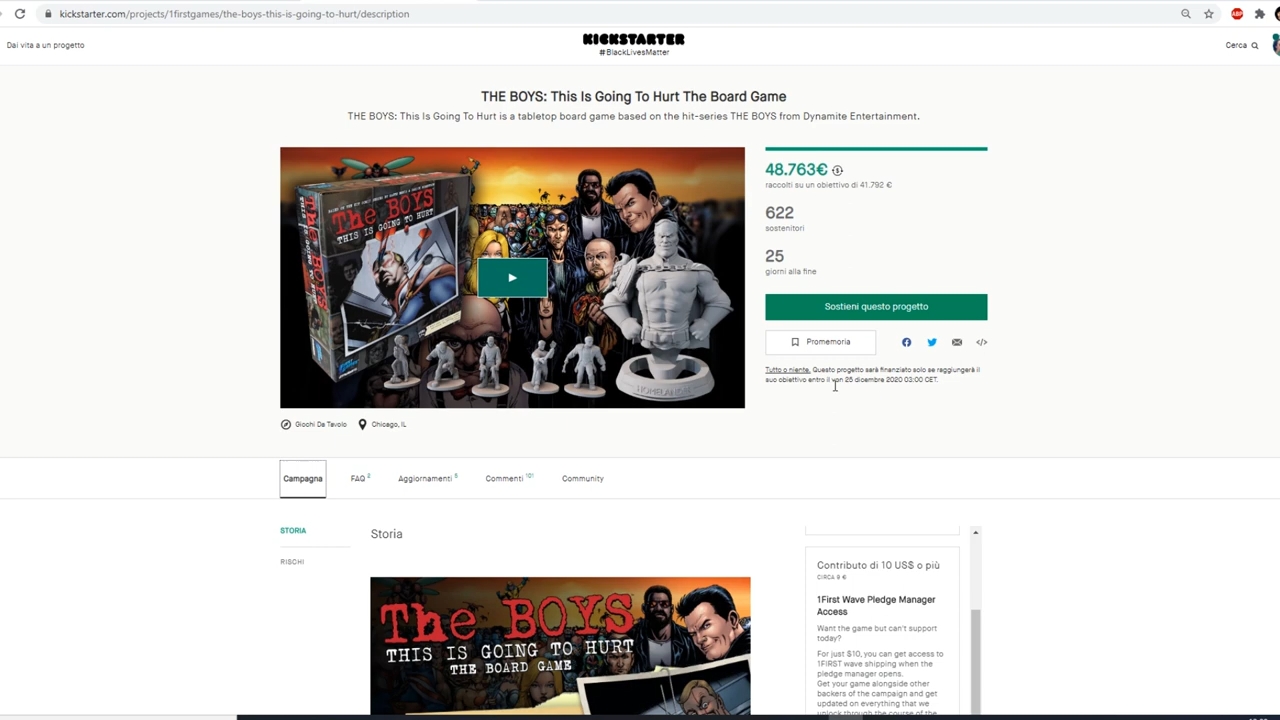 kickstarter.com/projects/1firstgames/the-boys-this-is-going-to-hurt/description
ABP
Dai vita a un progetto
KICKSTARTER
#BlackLivesMatter
Cerca
THE BOYS: This Is Going To Hurt The Board Game
THE BOYS: This Is Going To Hurt is a tabletop board game based on the hit-series THE BOYS from Dynamite Entertainment.
The BOYS
THIS IS GOING TO HURT
HOMELANDER
48.763€
raccolti su un obiettivo di 41.792 €
622
sostenitori
25
giorni alla fine
Sostieni questo progetto
Promemoria
Tutto o niente. Questo progetto sarà finanziato solo se raggiungerà il
suo obiettivo entro il ven 25 dicembre 2020 03:00 CET.
Giochi Da Tavolo
Chicago, IL
Campagna
FAQ 2
Aggiornamenti 5
Commenti 101
Community
STORIA
RISCHI
Storia
The BOYS
THIS IS GOING TO HURT
THE BOARD GAME
Contributo di 10 US$ o più
CIRCA 9 €
1First Wave Pledge Manager
Access
Want the game but can't support
today?
For just $10, you can get access to
1FIRST wave shipping when the
pledge manager opens.
Get your game alongside other
backers of the campaign and get
updated on everything that we
unlock through the course of the